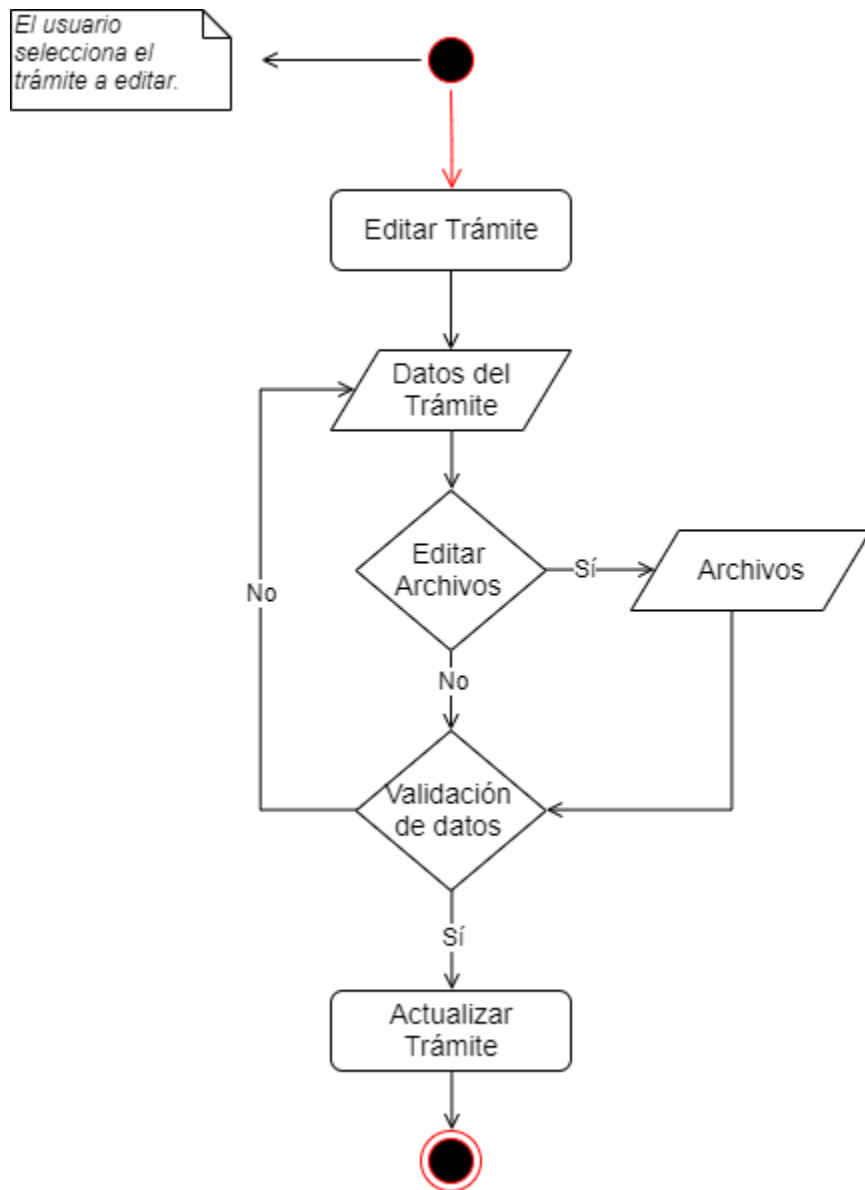 El usuario
selecciona el
trámite a editar.
Editar Trámite
Datos del
Trámite
Editar
Archivos
Sí
Archivos
No
No
Validación
de datos
Sí
Actualizar
Trámite